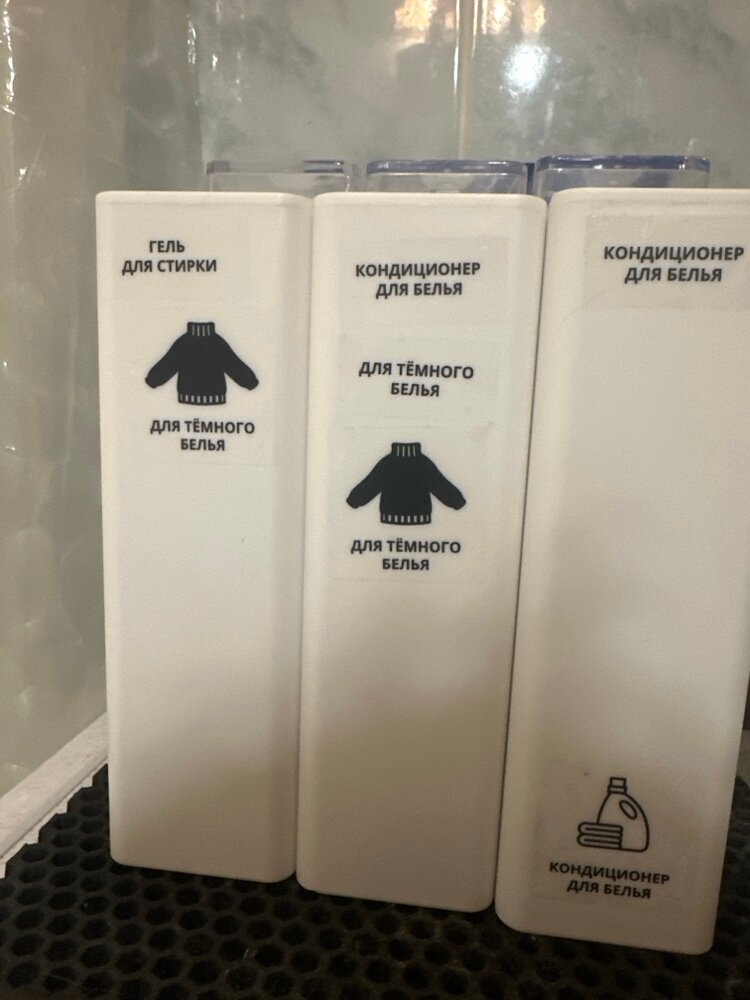 ГЕЛЬ
ДЛЯ СТИРКИ
ДЛЯ ТЁМНОГО
БЕЛЬЯ
КОНДИЦИОНЕР
ДЛЯ БЕЛЬЯ
ДЛЯ ТЁМНОГО
БЕЛЬЯ
ДЛЯ ТЁМНОГО
БЕЛЬЯ
КОНДИЦИОНЕР
ДЛЯ БЕЛЬЯ
КОНДИЦИОНЕР
ДЛЯ БЕЛЬЯ